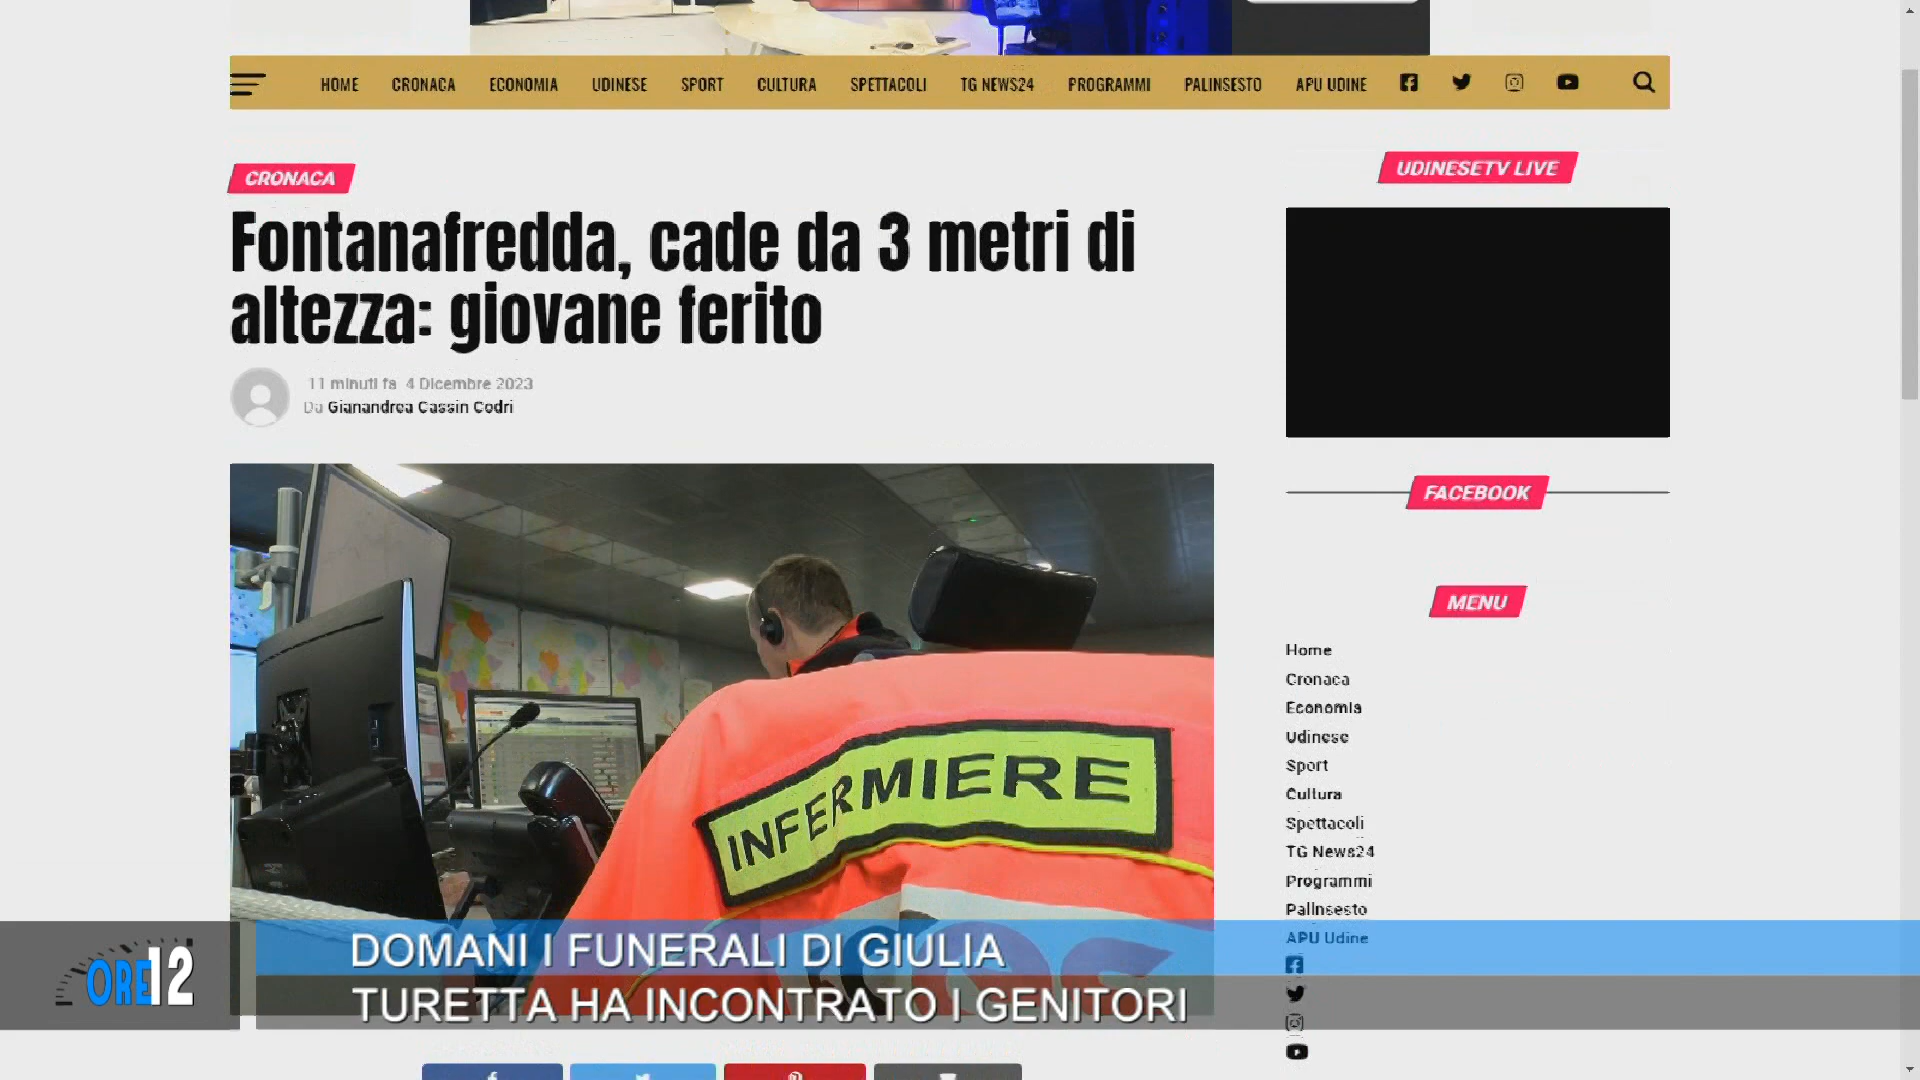 HOME CRONACA ECONOMIA UDINESE SPORT CULTURA SPETTACOLI TG NEWS24 PROGRAMMI PALINSESTO APU UDINE
CRONACA
Fontanafredda, cade da 3 metri di
altezza: giovane ferito
11 minuti fa 4 Dicembre 2023
Da Gianandrea Cassin Codri
INFERMIERE
UDINESETV LIVE
FACEBOOK
MENU
Home
Cronaca
Economia
Udinese
Sport
Cultura
Spettacoli
TG News24
Programmi
Palinsesto
APU Udine
ORE12
DOMANI I FUNERALI DI GIULIA
TURETTA HA INCONTRATO I GENITORI